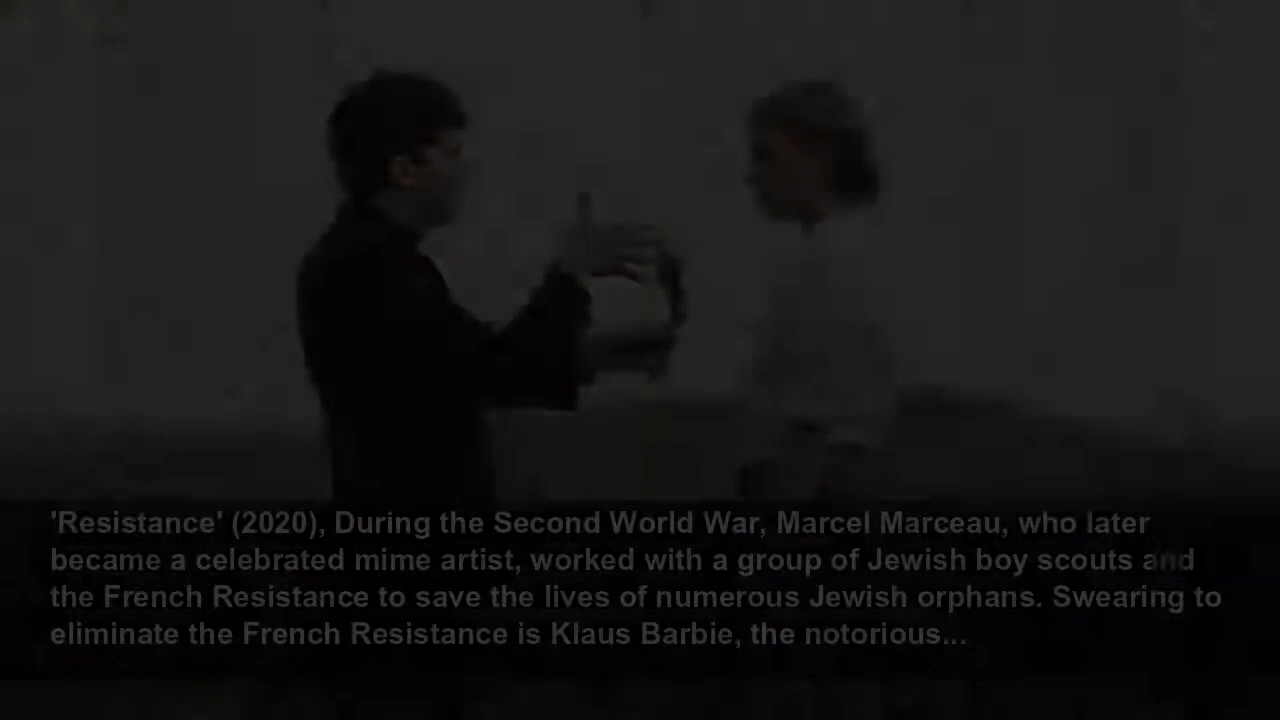 'Resistance' (2020), During the Second World War, Marcel Marceau, who later
became a celebrated mime artist, worked with a group of Jewish boy scouts and
the French Resistance to save the lives of numerous Jewish orphans. Swearing to
eliminate the French Resistance is Klaus Barbie, the notorious...